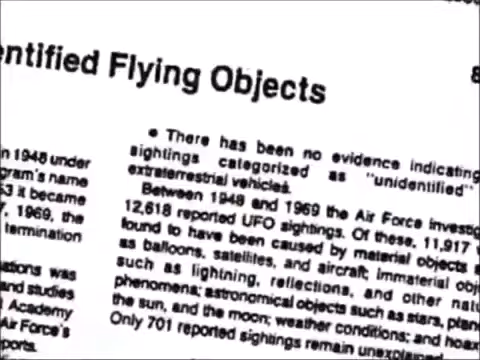 entified Flying Objects
8
n 1948 under
gram's name
53 it became
7, 1969, the
termination
ations was
and studies
Academy
Air Force's
ports.
• There has been no evidence indicating
sightings categorized as "unidentified"
extraterrestrial vehicles.
Between 1948 and 1969 the Air Force investig
12,618 reported UFO sightings. Of these, 11,917
found to have been caused by material objects
as balloons, satellites, and aircraft; immaterial obj
such as lightning, reflections, and other natu
phenomena; astronomical objects such as stars, plan
the sun, and the moon; weather conditions; and hoax
Only 701 reported sightings remain unexplained